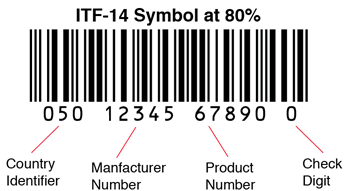 ITF-14 Symbol at 80%
050 12345 67890 0
Country Identifier
Manfacturer Number
Product Number
Check Digit